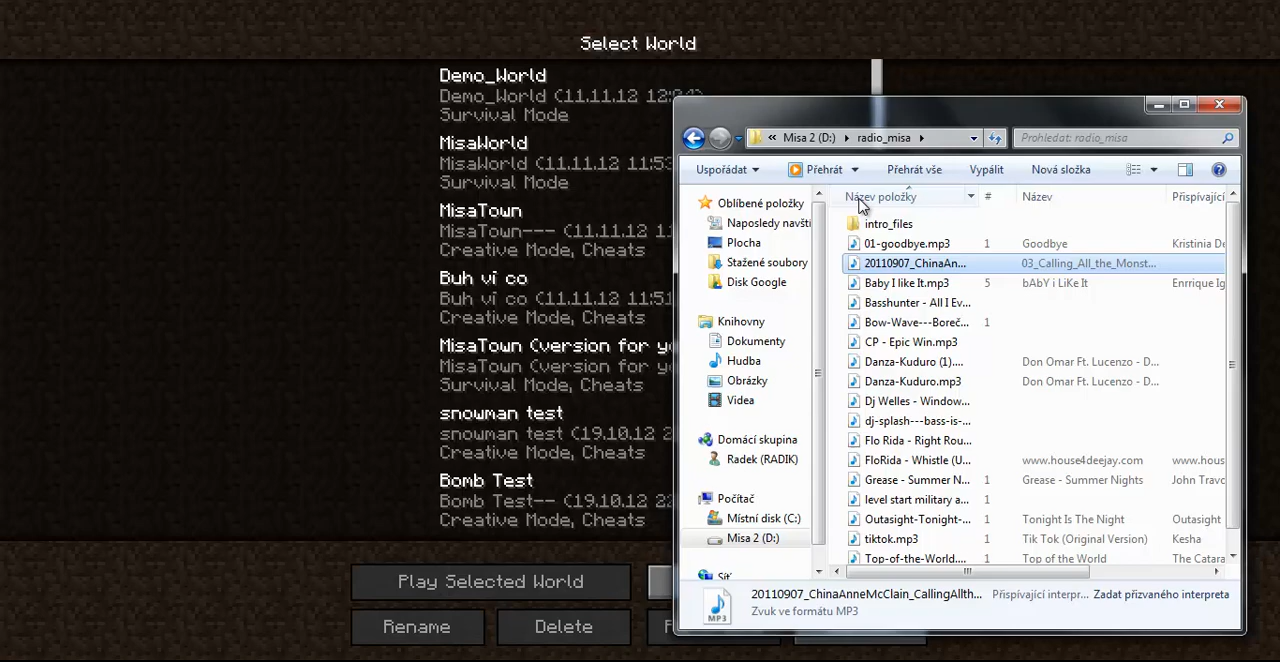 Select World
Demo_World
Demo_World (11.11.12 12:
Survival Mode
MisaWorld
MisaWorld (11.11.12 11:53
Survival Mode
MisaTown
MisaTown--- (11.11.12
Creative Mode, Cheats
Buh ví co
Buh ví co (11.11.12 11:51
Creative Mode, Cheats
MisaTown (version for yo
MisaTown (version for yo
Survival Mode, Cheats
snowman test
snowman test (19.10.12 2
Creative Mode, Cheats
Bomb Test
Bomb Test-- (19.10.12 22
Creative Mode, Cheats
Play Selected World
Rename
Delete
« Misa 2 (D:) radio_misa
Prohledat: radio_misa
Uspořádat Přehrát Přehrát vše Vypálit Nová složka
Oblíbené položky
Naposledy navští
Plocha
Stažené soubory
Disk Google
Knihovny
Dokumenty
Hudba
Obrázky
Videa
Domácí skupina
Radek (RADIK)
Počítač
Místní disk (C:)
Misa 2 (D:)
Síť
Název položky # Název Přispívající
intro_files
01-goodbye.mp3 1 Goodbye Kristinia De
20110907_ChinaAn... 03_Calling_All_the_Monst...
Baby I like It.mp3 5 bAbY i LiKe It Enrrique Ig
Basshunter - All I Ev...
Bow-Wave---Boreč... 1
CP - Epic Win.mp3
Danza-Kuduro (1).... Don Omar Ft. Lucenzo - D...
Danza-Kuduro.mp3 Don Omar Ft. Lucenzo - D...
Dj Welles - Window...
dj-splash---bass-is-...
Flo Rida - Right Rou...
FloRida - Whistle (U... www.house4deejay.com www.hous
Grease - Summer N... 1 Grease - Summer Nights John Travo
level start military a... 1
Outasight-Tonight-... 1 Tonight Is The Night Outasight
tiktok.mp3 1 Tik Tok (Original Version) Kesha
Top-of-the-World.... 1 Top of the World The Catara
20110907_ChinaAnneMcClain_CallingAllth... Přispívající interpr... Zadat přizvaného interpreta
Zvuk ve formátu MP3
MP3